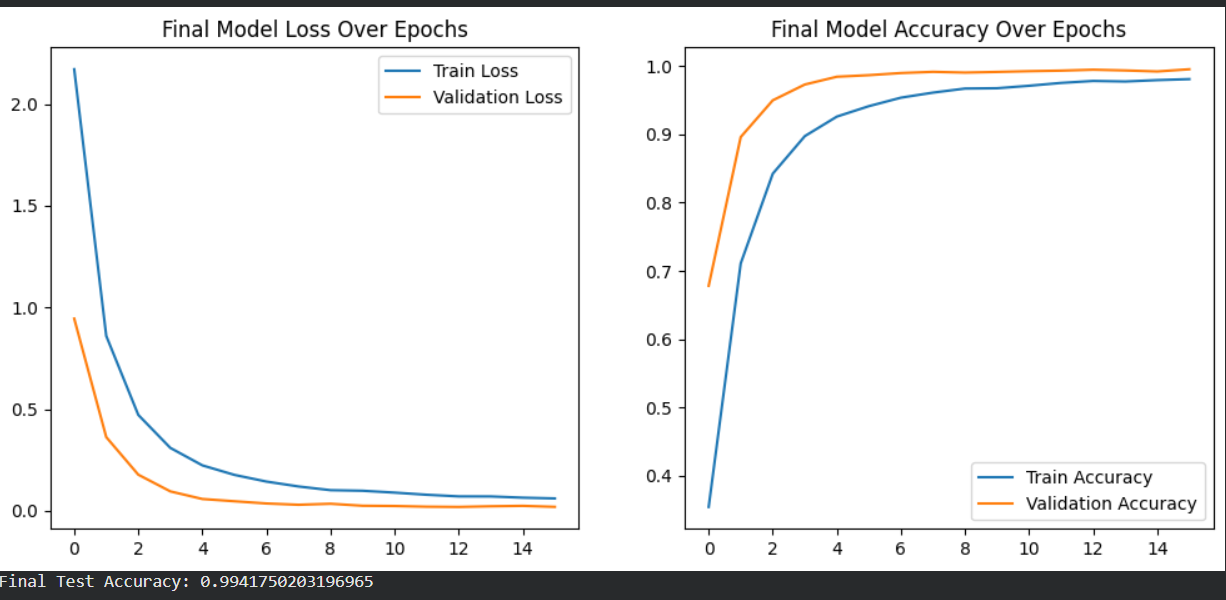 Final Model Loss Over Epochs
Train Loss
Validation Loss
2.0
1.5
1.0
0.5
0.0
0 2 4 6 8 10 12 14
Final Model Accuracy Over Epochs
1.0
0.9
0.8
0.7
0.6
0.5
0.4
Train Accuracy
Validation Accuracy
0 2 4 6 8 10 12 14
Final Test Accuracy: 0.9941750203196965